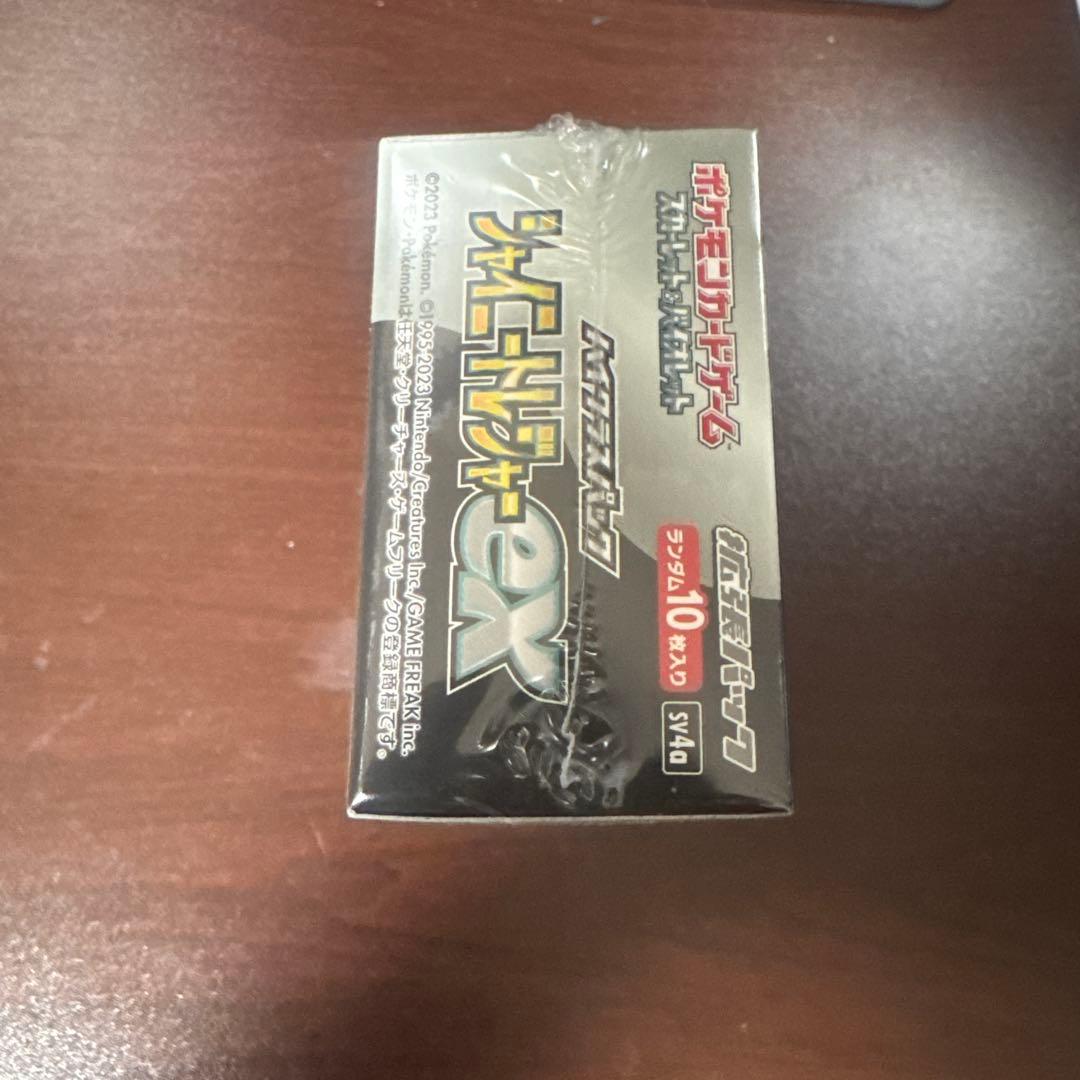 ポケモンカードゲーム
スカーレット&バイオレット
拡張パック
ランダム10枚入り
SV4a
ハイクラスパック
シャイニートレジャーex
©2023 Pokémon. ©1995-2023 Nintendo/Creatures Inc./GAME FREAK inc.
ポケモン・Pokémonは任天堂・クリーチャーズ・ゲームフリークの登録商標です。